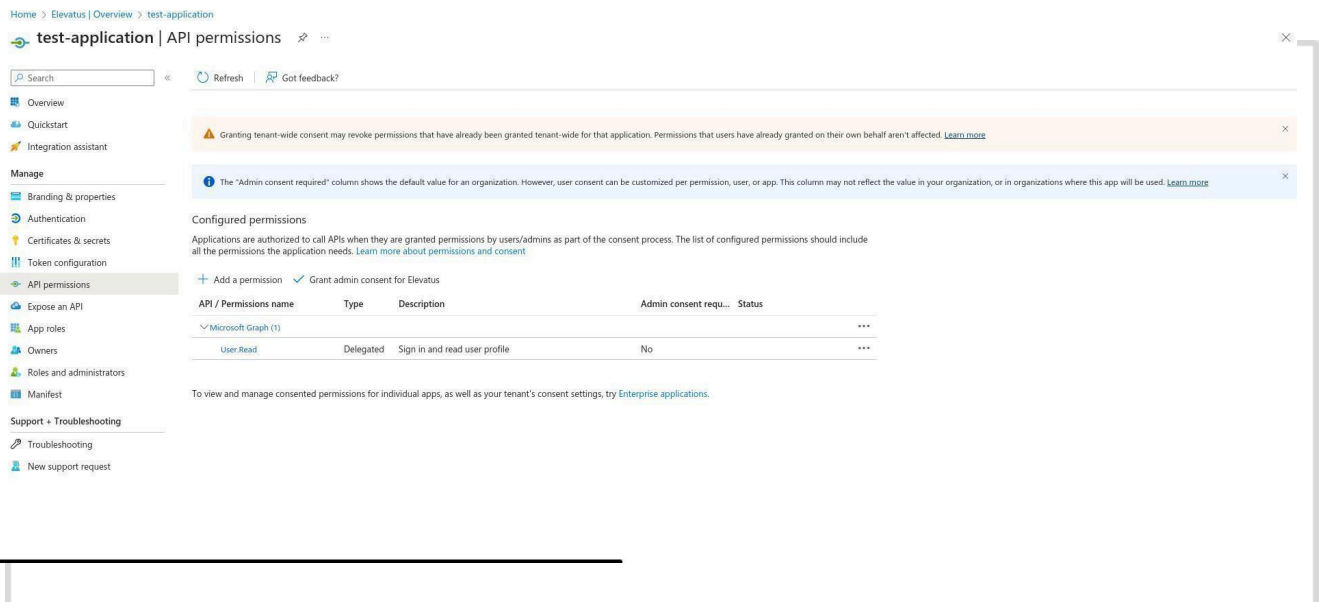 Home > Elevatus | Overview > test-application
test-application | API permissions ...
Search «
Refresh | Got feedback?
Overview
Quickstart
Integration assistant
Manage
Branding & properties
Authentication
Certificates & secrets
Token configuration
API permissions
Expose an API
App roles
Owners
Roles and administrators
Manifest
Support + Troubleshooting
Troubleshooting
New support request
Granting tenant-wide consent may revoke permissions that have already been granted tenant-wide for that application. Permissions that users have already granted on their own behalf aren't affected. Learn more
The "Admin consent required" column shows the default value for an organization. However, user consent can be customized per permission, user, or app. This column may not reflect the value in your organization, or in organizations where this app will be used. Learn more
Configured permissions
Applications are authorized to call APIs when they are granted permissions by users/admins as part of the consent process. The list of configured permissions should include
all the permissions the application needs. Learn more about permissions and consent
Add a permission Grant admin consent for Elevatus
API / Permissions name Type Description Admin consent requ... Status
Microsoft Graph (1) ...
User.Read Delegated Sign in and read user profile No ...
To view and manage consented permissions for individual apps, as well as your tenant's consent settings, try Enterprise applications.